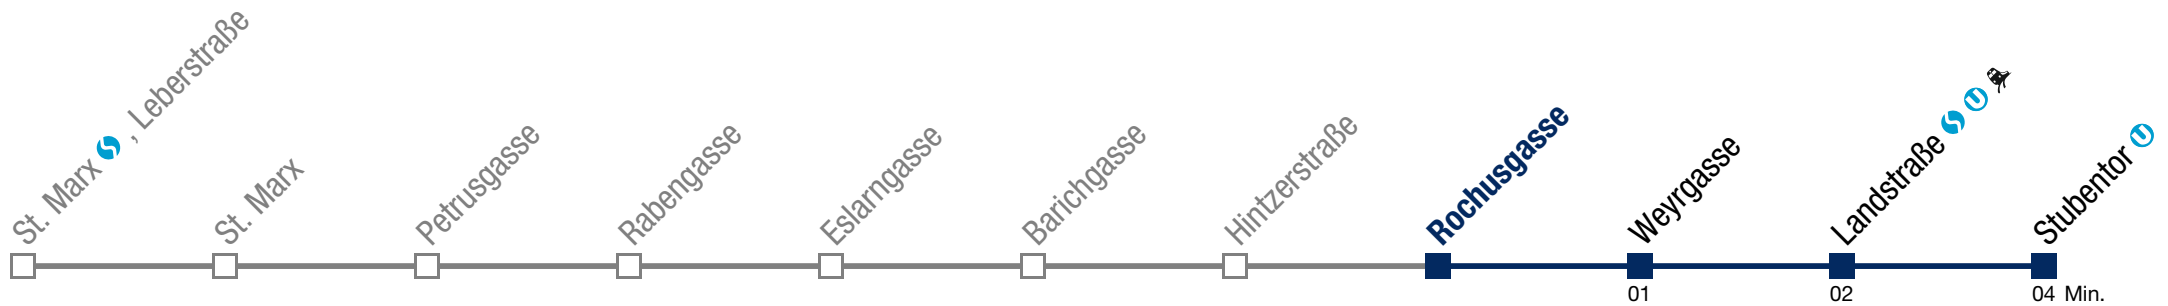 St. Marx S , Leberstraße
St. Marx
Petrusgasse
Rabengasse
Eslarngasse
Barichgasse
Hintzerstraße
Rochusgasse
Weyrgasse
Landstraße S U
Stubentor U
01
02
04 Min.